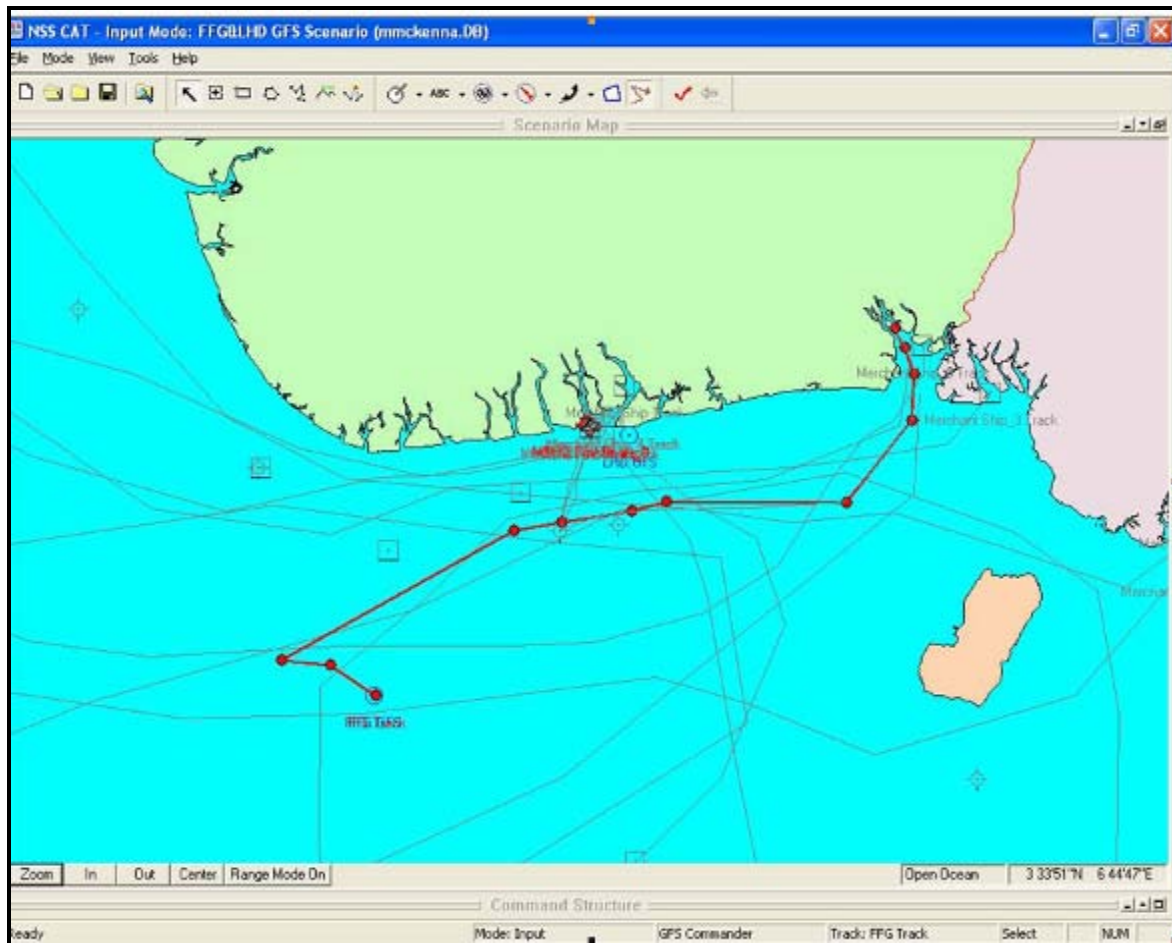 NSS CAT - Input Mode: FFG&LHD GFS Scenario (mmckenna.DB)
File Mode View Tools Help
ABC
Scenario Map
Merchant Ship_3 Track
FFG Track
Zoom In Out Center Range Mode On
Open Ocean 3 33'51"N 6 44'47"E
Command Structure
Ready Mode: Input GFS Commander Track: FFG Track Select NUM